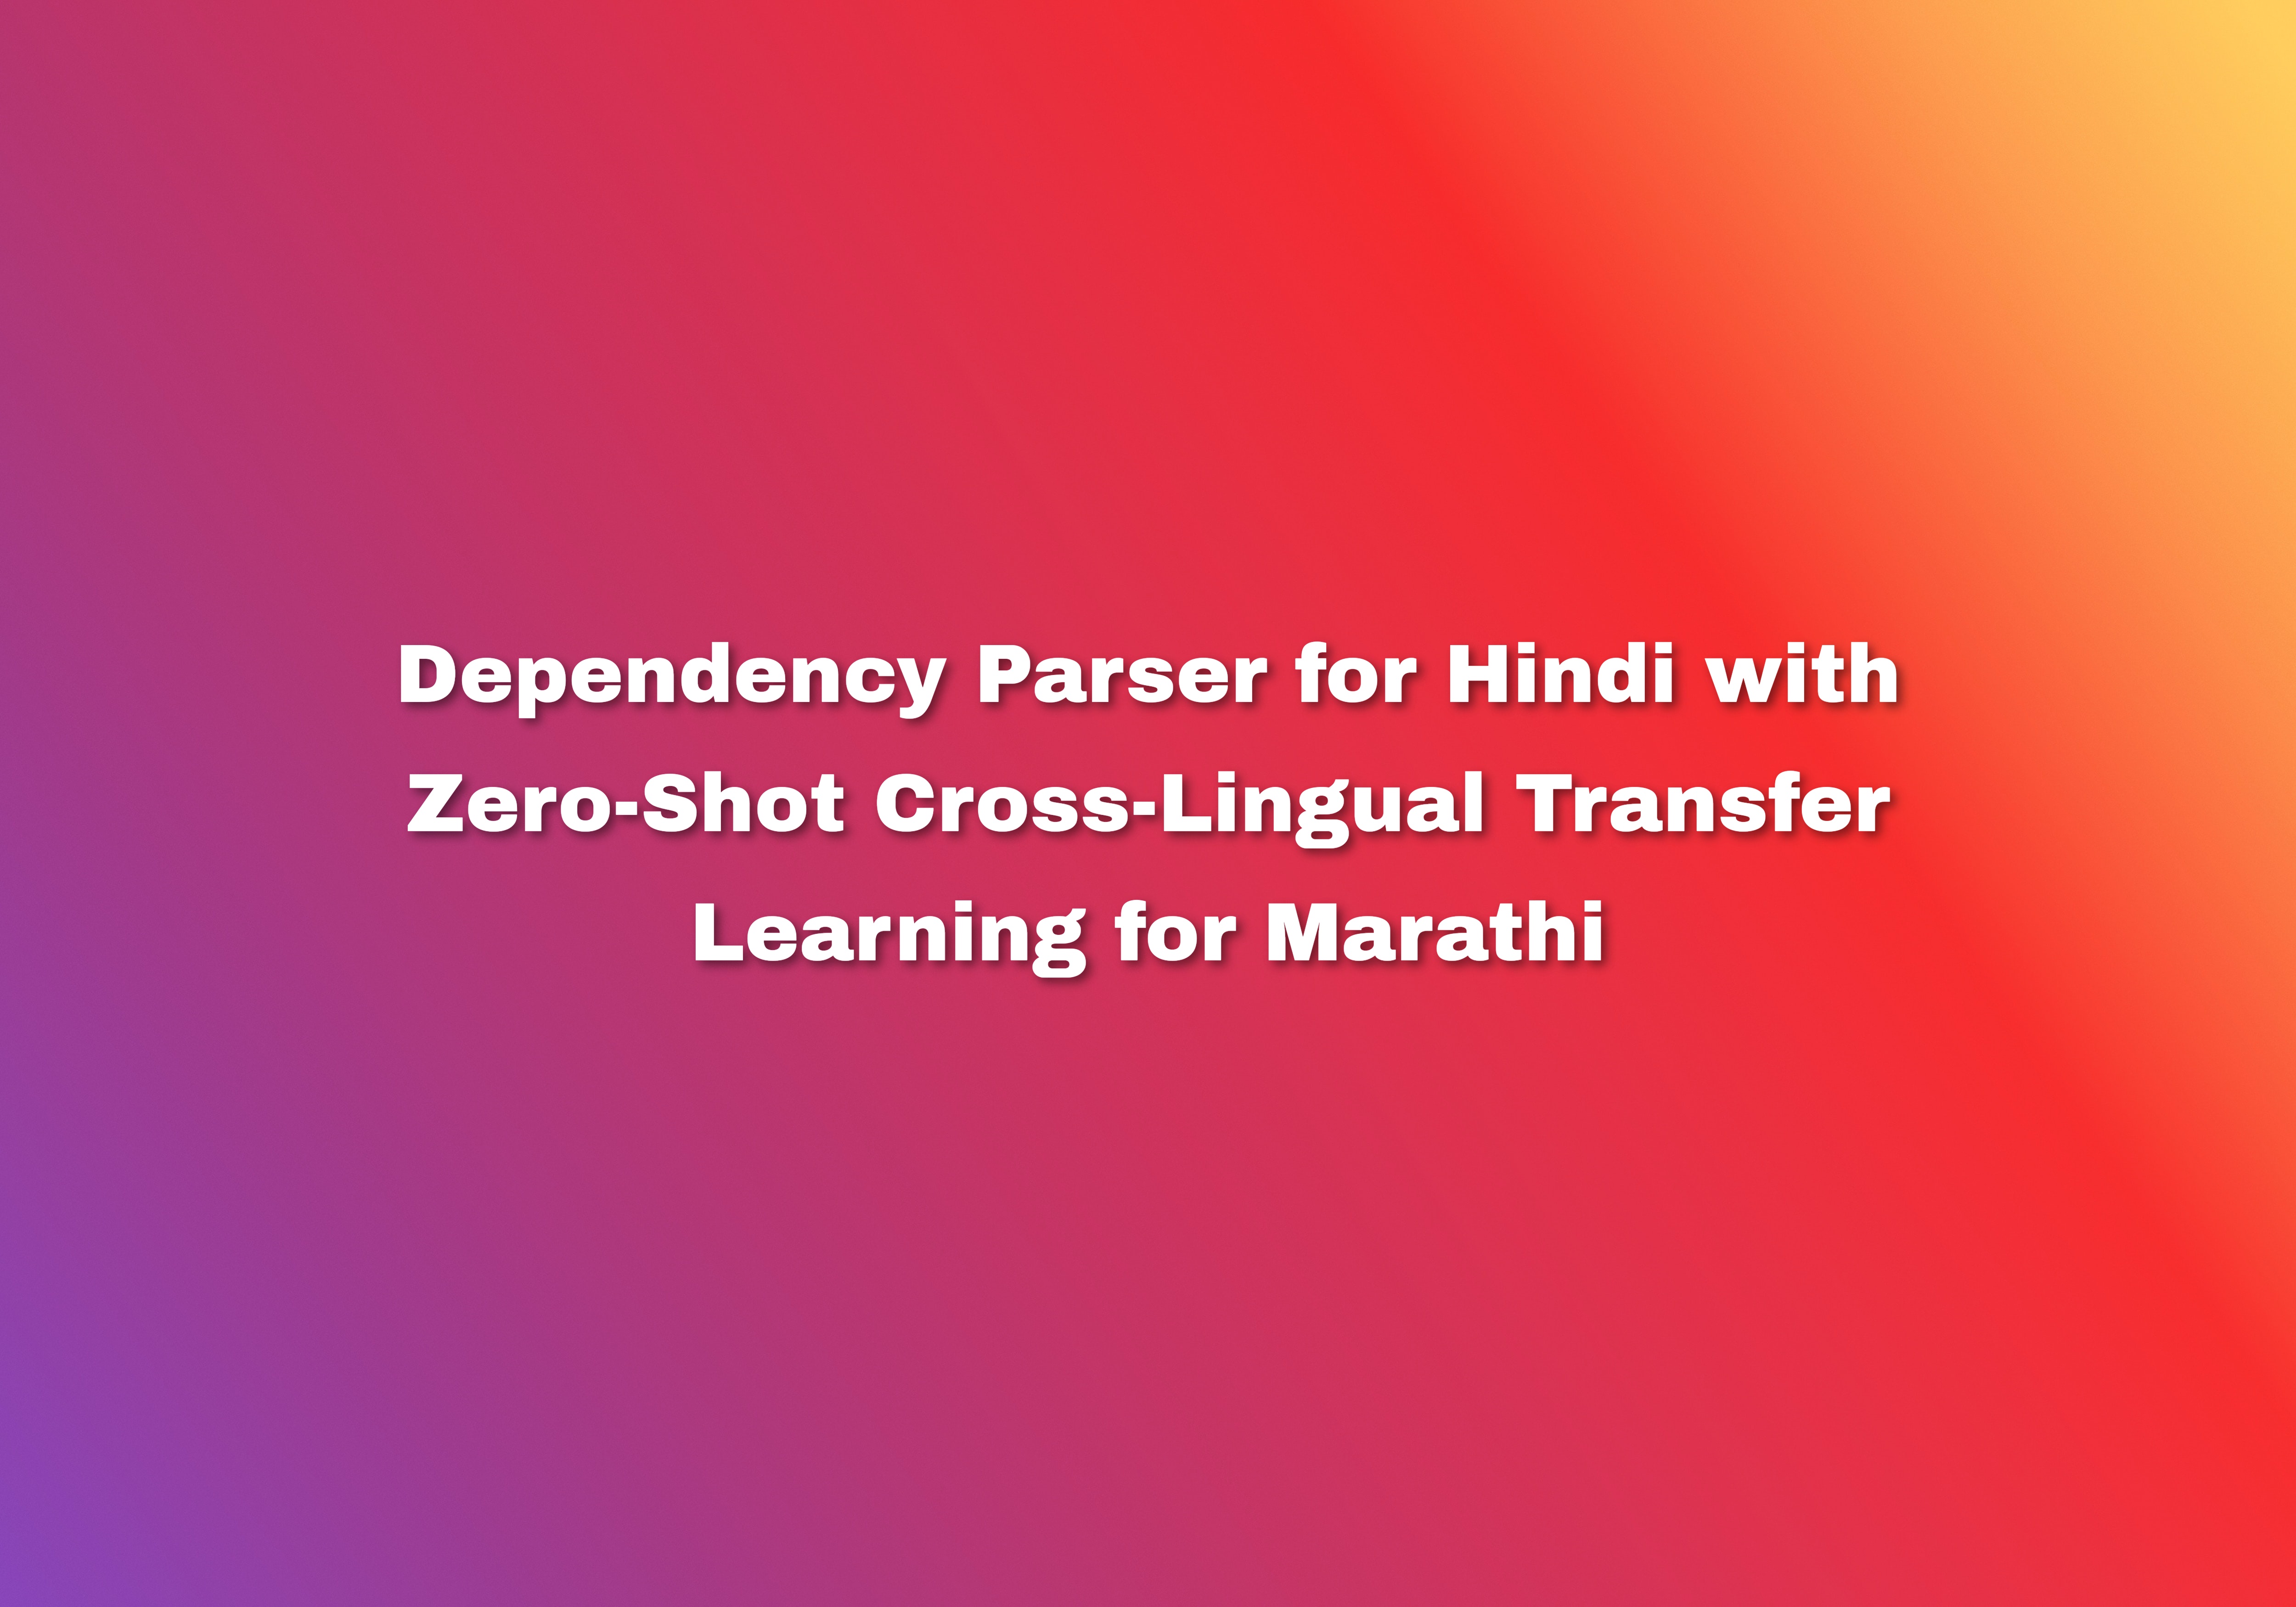 Dependency Parser for Hindi with
Zero-Shot Cross-Lingual Transfer
Learning for Marathi